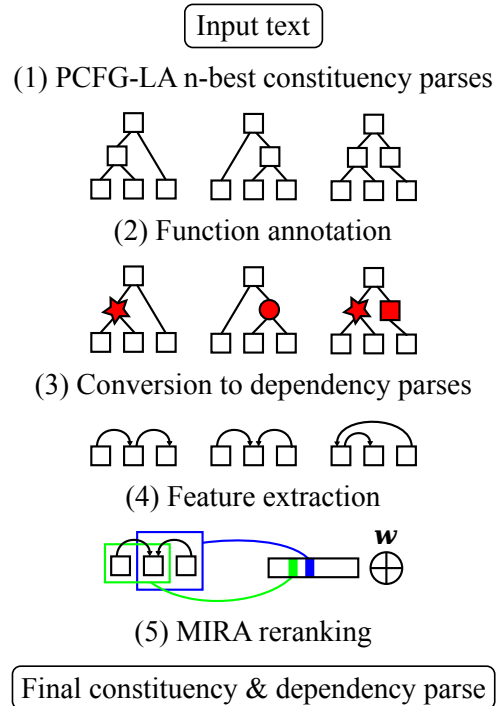 Input text
(1) PCFG-LA n-best constituency parses
(2) Function annotation
(3) Conversion to dependency parses
(4) Feature extraction
w
(5) MIRA reranking
Final constituency & dependency parse